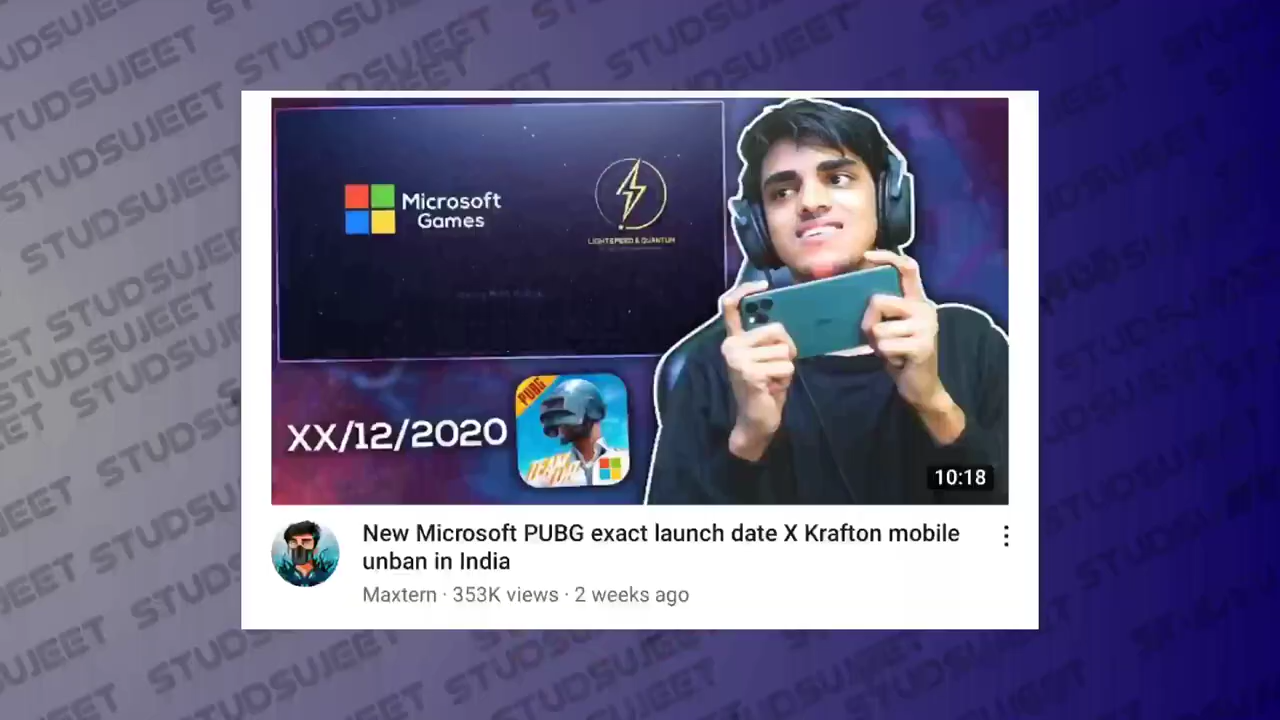 STUDSUJEET
Microsoft
Games
LIGHTSPEED & QUANTUM
XX/12/2020
PUBG
TEAM
10:18
New Microsoft PUBG exact launch date X Krafton mobile
unban in India
Maxtern · 353K views · 2 weeks ago